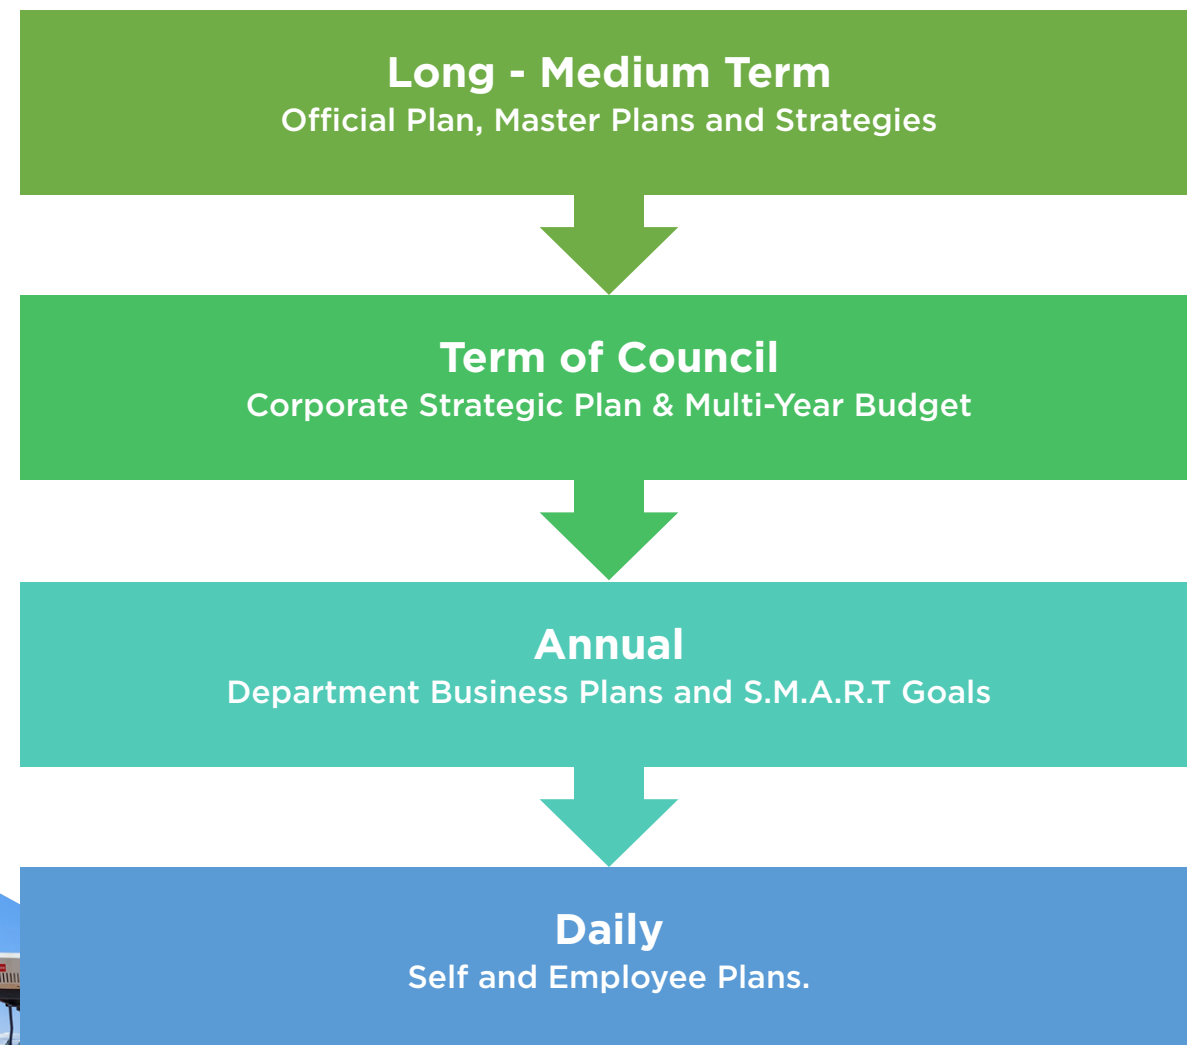 Long - Medium Term
Official Plan, Master Plans and Strategies
Term of Council
Corporate Strategic Plan & Multi-Year Budget
Annual
Department Business Plans and S.M.A.R.T Goals
Daily
Self and Employee Plans.